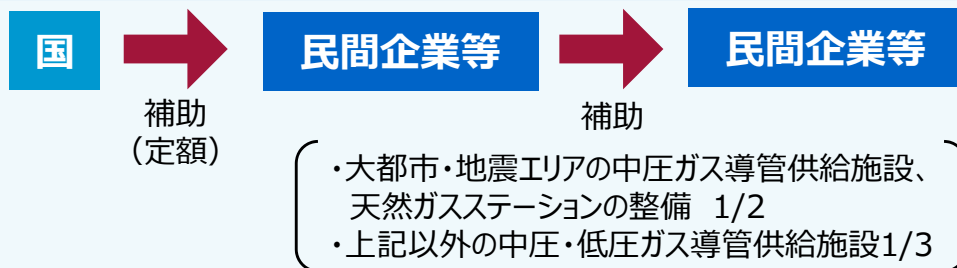 国
民間企業等
民間企業等
補助
(定額)
補助
・大都市・地震エリアの中圧ガス導管供給施設、
天然ガスステーションの整備 1/2
・上記以外の中圧・低圧ガス導管供給施設1/3